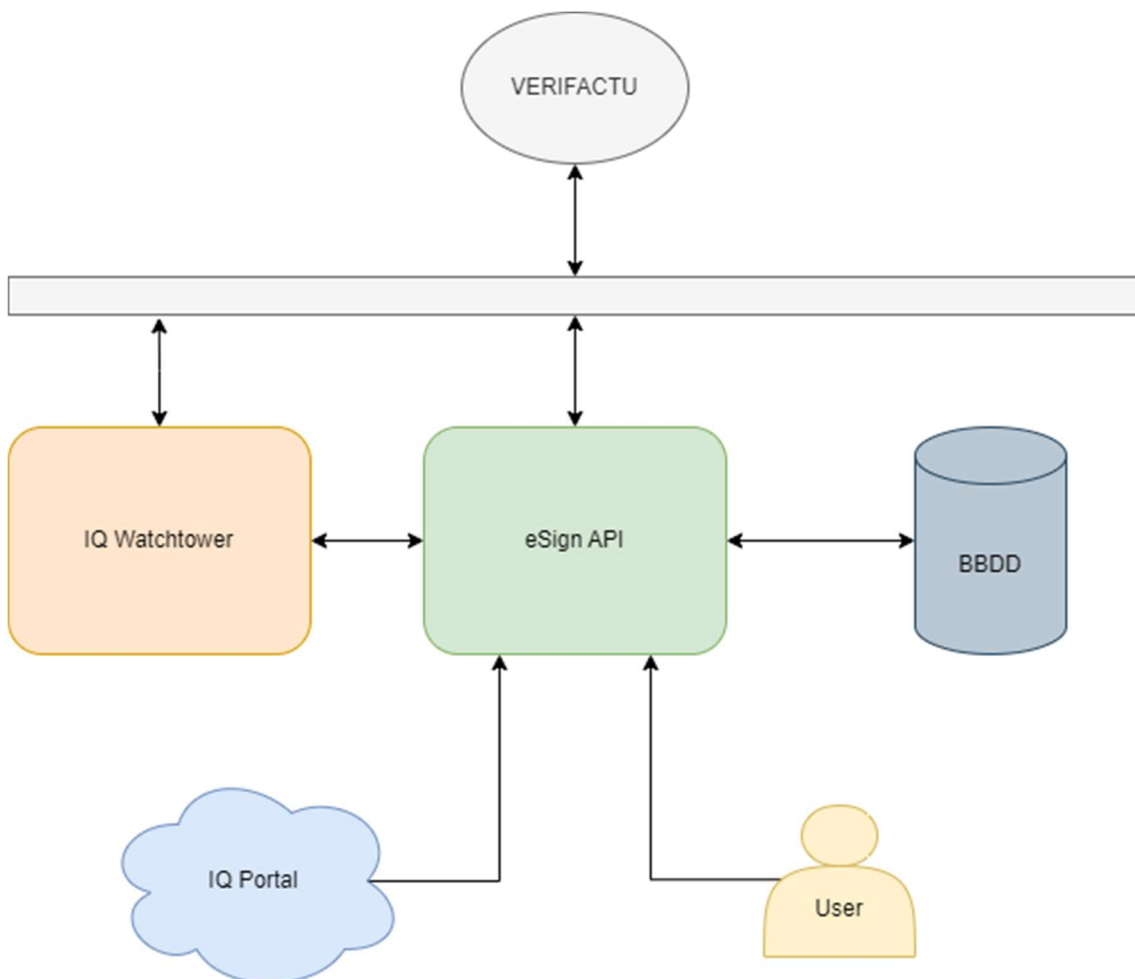 VERIFACTU
IQ Watchtower
eSign API
BBDD
IQ Portal
User